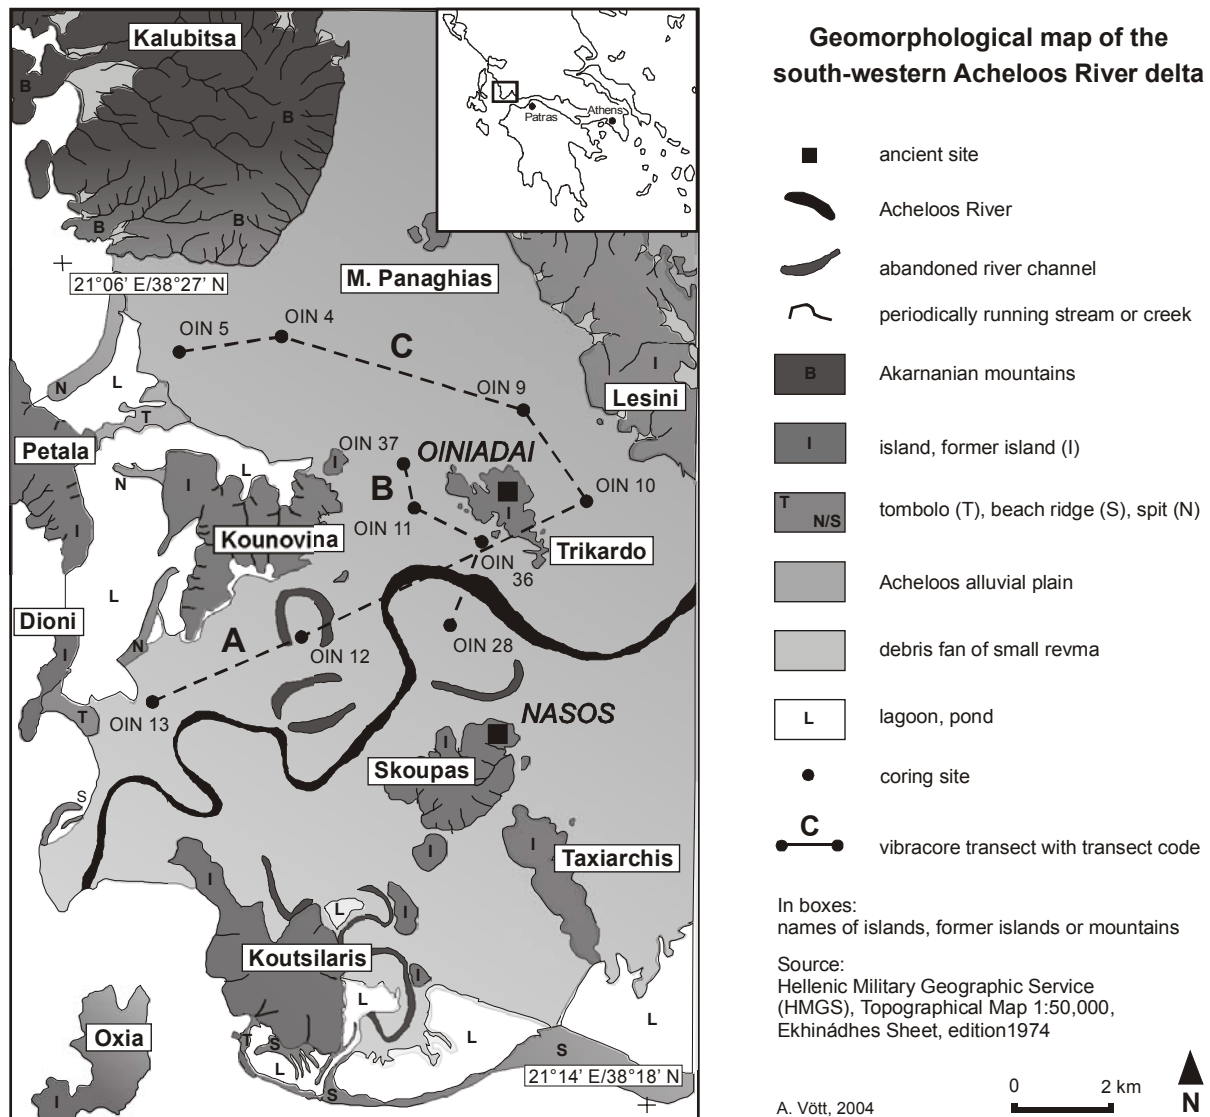 Kalubitsa
B
B
B
B
Patras
Athens
21°06' E/38°27' N
M. Panaghias
OIN 5
OIN 4
C
OIN 9
I
Lesini
N
L
T
Petala
OIN 37
OINIADAI
I
L
N
I
B
OIN 10
I
I
OIN 11
Kounovina
Trikardo
OIN
36
L
Dioni
A
N
I
OIN 12
OIN 28
T
OIN 13
NASOS
I
Skoupas
S
I
I
Taxiarchis
I
L
I
Koutsilaris
I
L
L
L
Oxia
T
S
L
S
S
I
21°14' E/38°18' N
Geomorphological map of the
south-western Acheloos River delta
ancient site
Acheloos River
abandoned river channel
periodically running stream or creek
B
Akarnanian mountains
I
island, former island (I)
T
N/S
tombolo (T), beach ridge (S), spit (N)
Acheloos alluvial plain
debris fan of small revma
L
lagoon, pond
coring site
C
vibracore transect with transect code
In boxes:
names of islands, former islands or mountains
Source:
Hellenic Military Geographic Service
(HMGS), Topographical Map 1:50,000,
Ekhinádhes Sheet, edition1974
0
2 km
N
A. Vött, 2004